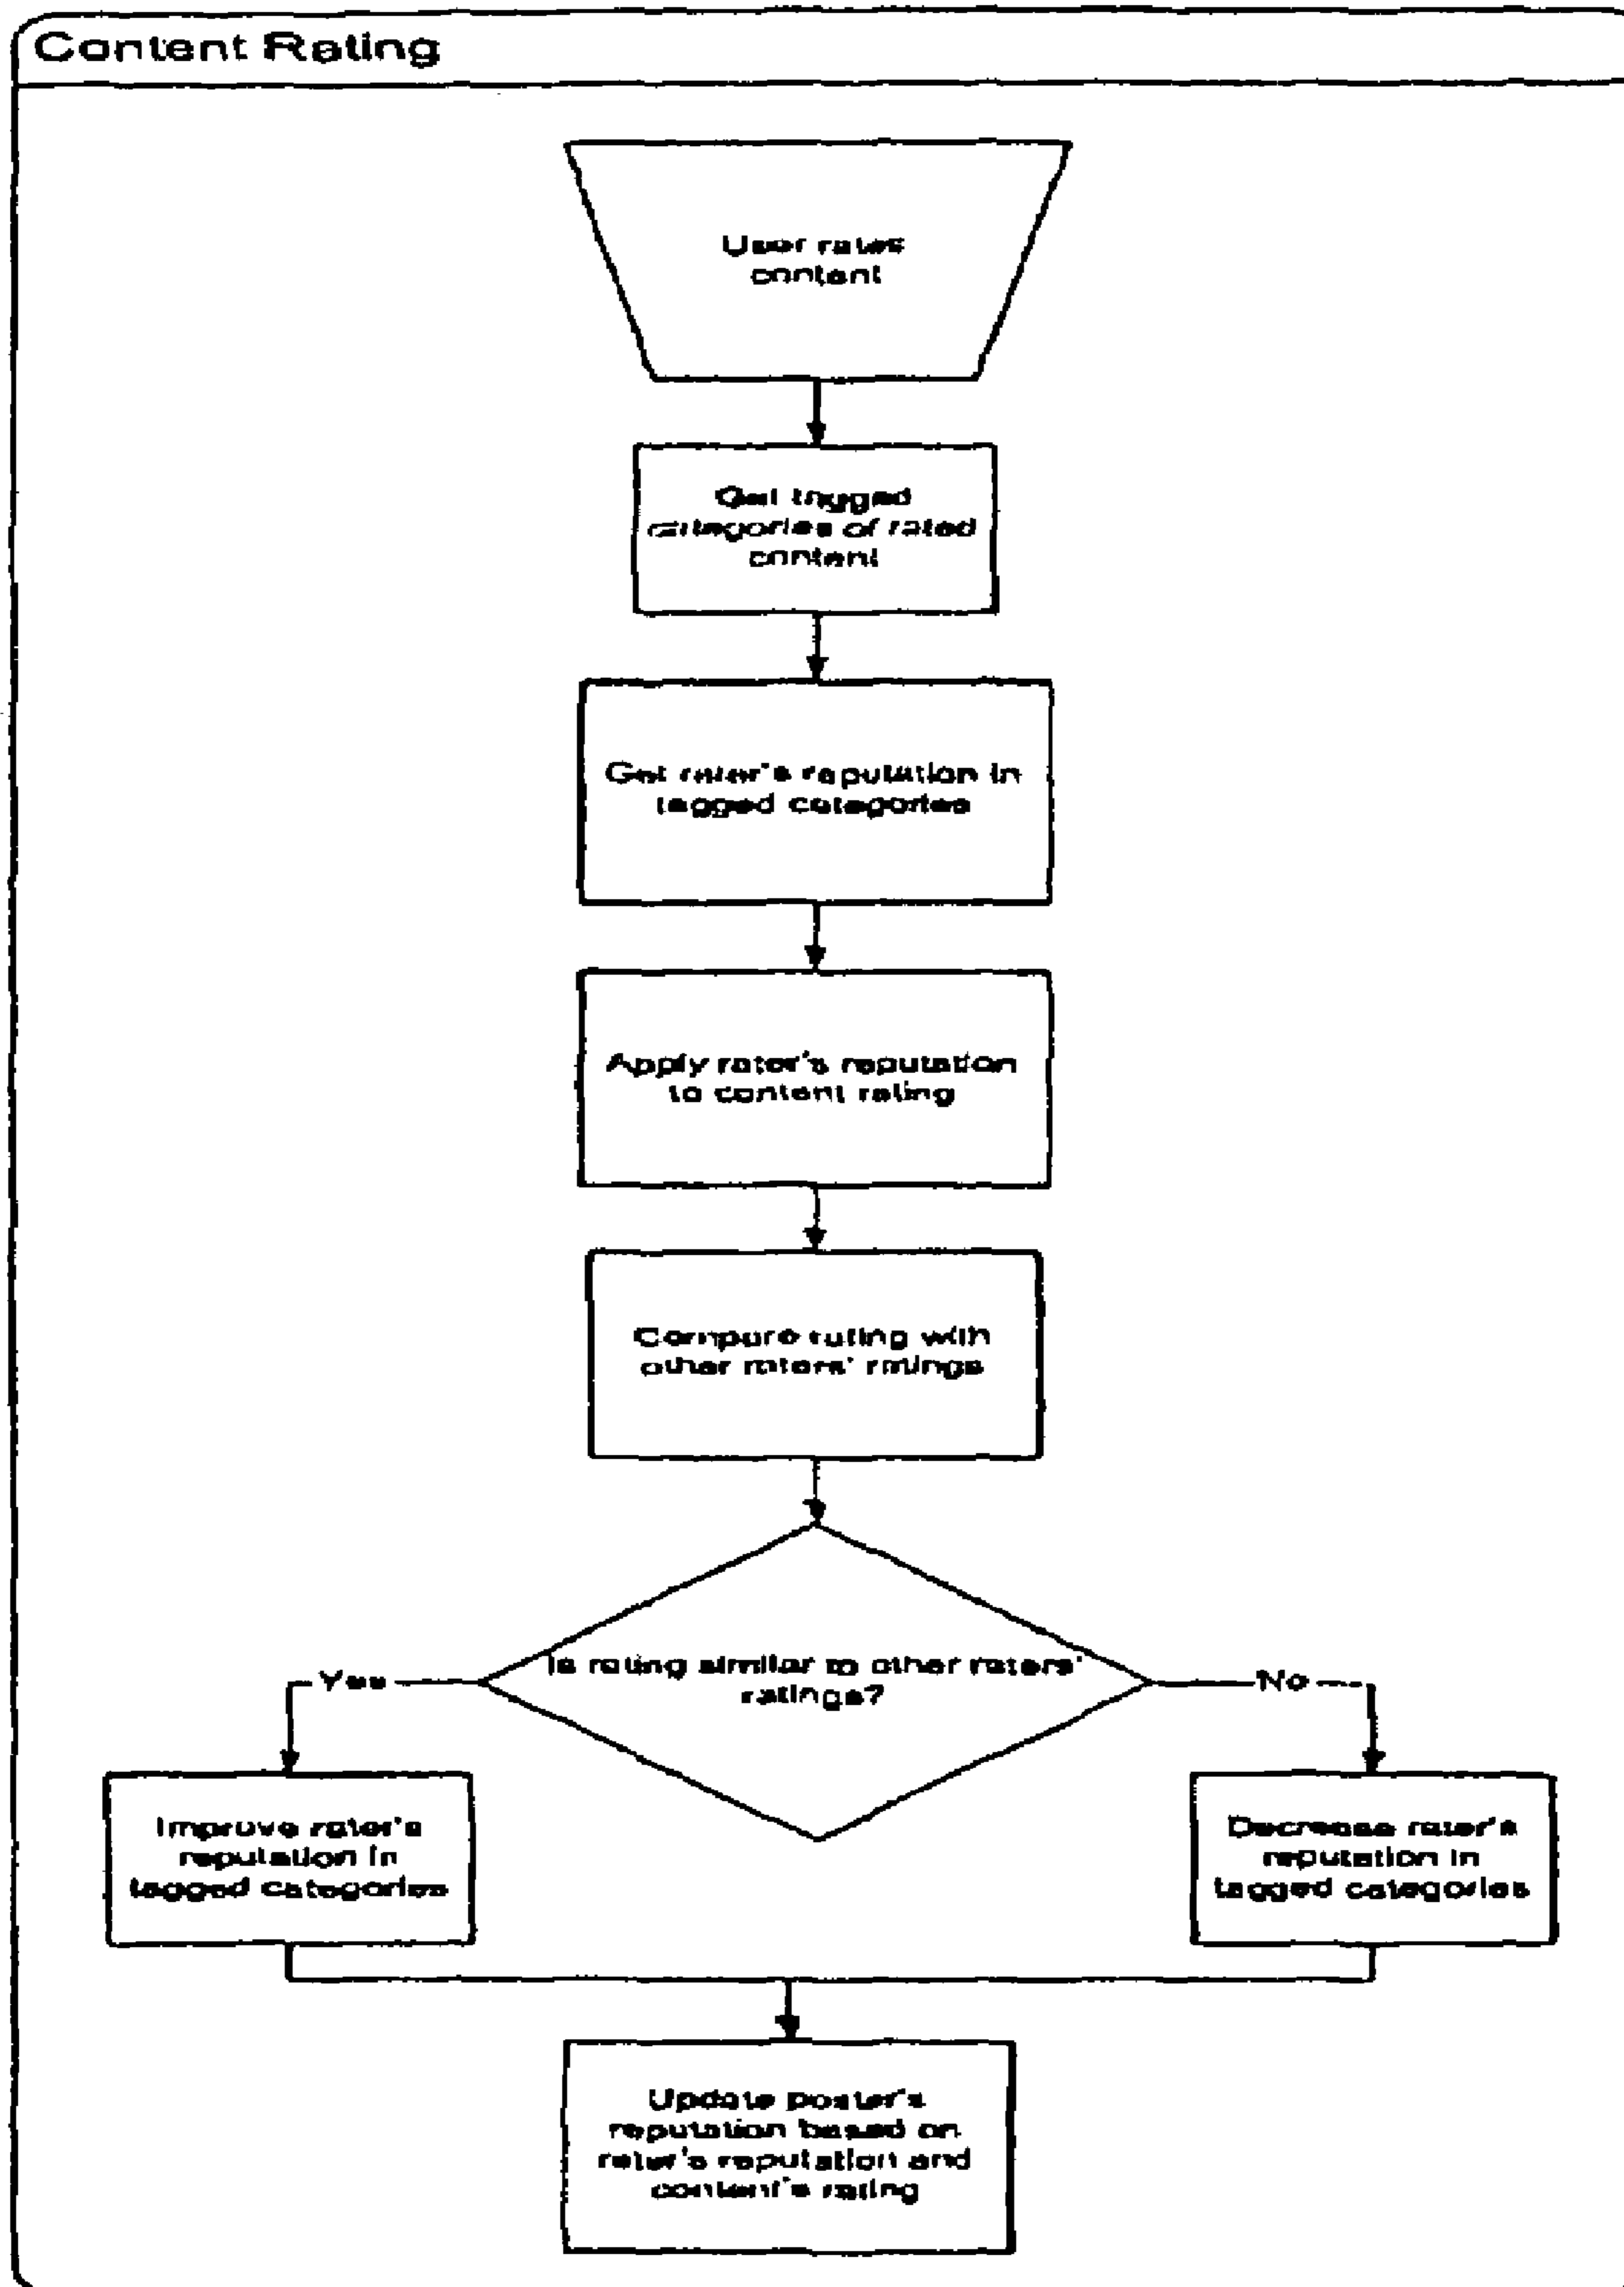 Content Rating
User rates
content
Get tagged
categories of rated
content
Get rater's reputation in
tagged categories
Apply rater's reputation
to content rating
Compare rating with
other raters' ratings
Is rating similar to other raters'
ratings?
Yes
No
Improve rater's
reputation in
tagged categories
Decrease rater's
reputation in
tagged categories
Update poster's
reputation based on
rater's reputation and
content's rating